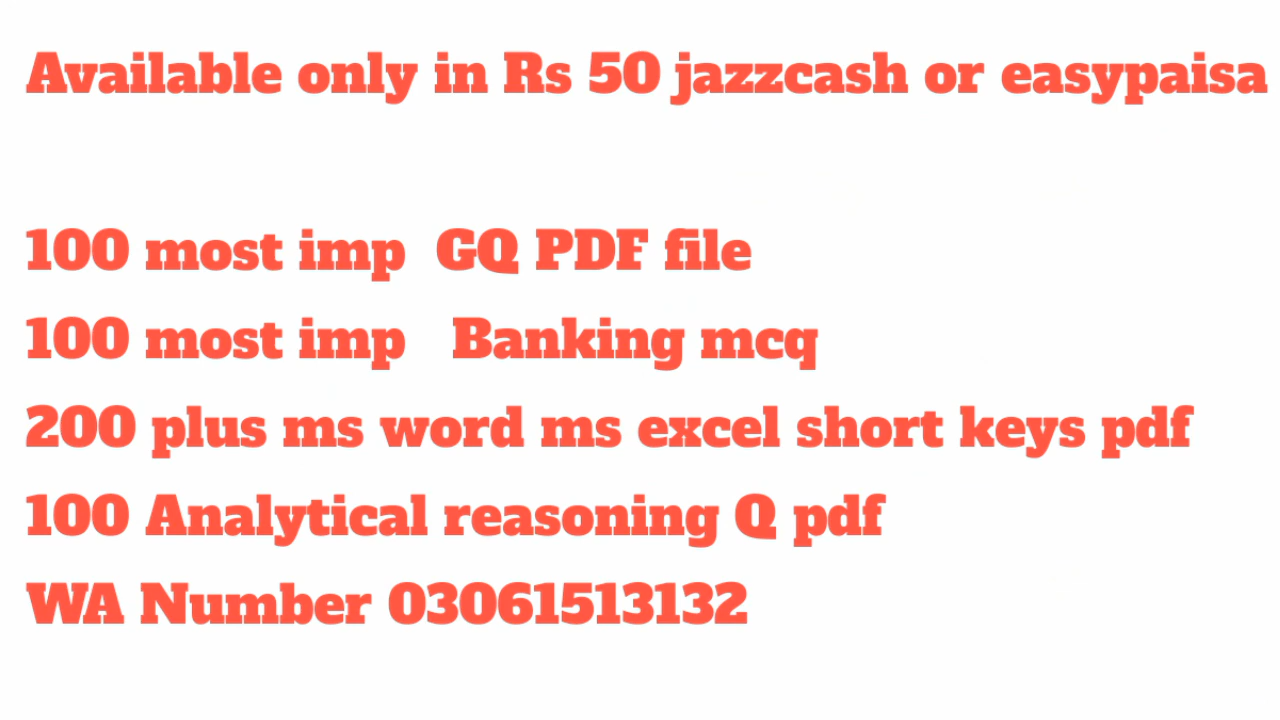 Available only in Rs 50 jazzcash or easypaisa
100 most imp GQ PDF file
100 most imp Banking mcq
200 plus ms word ms excel short keys pdf
100 Analytical reasoning Q pdf
WA Number 03061513132